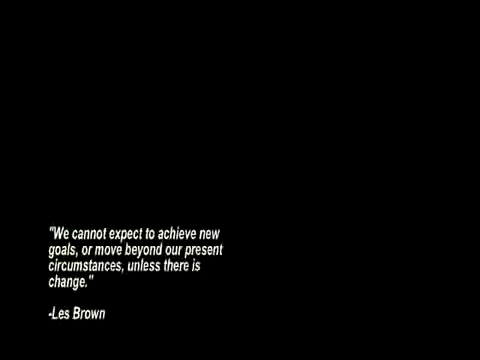 "We cannot expect to achieve new
goals, or move beyond our present
circumstances, unless there is
change."
-Les Brown